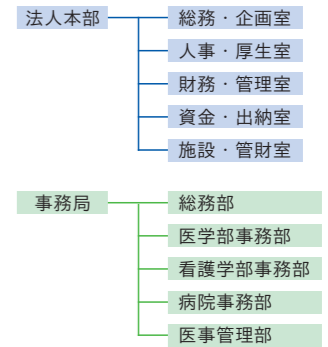 法人本部
総務・企画室
人事・厚生室
財務・管理室
資金・出納室
施設・管財室
事務局
総務部
医学部事務部
看護学部事務部
病院事務部
医事管理部